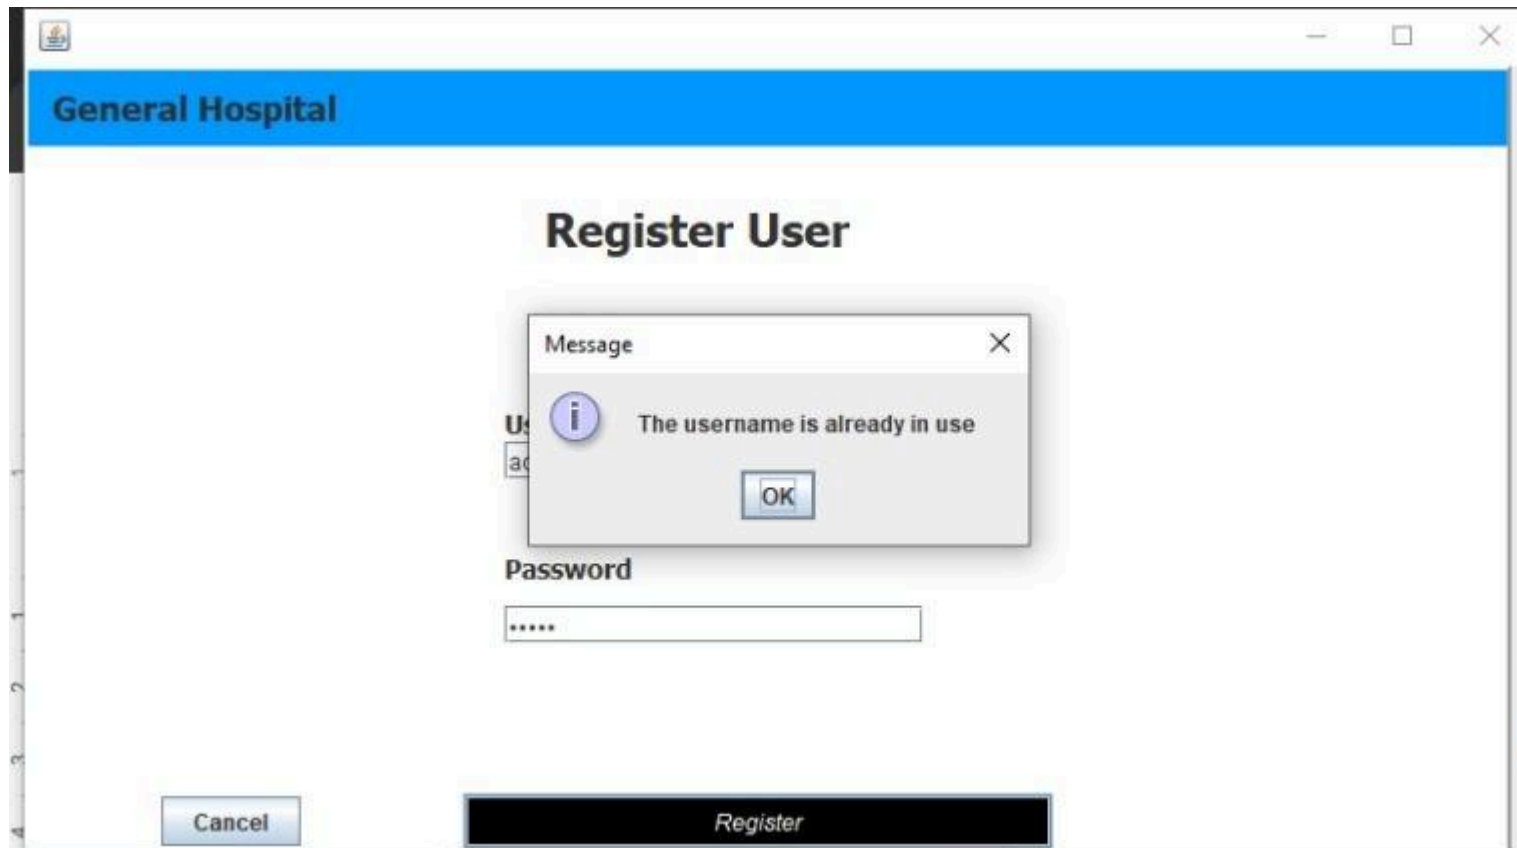 General Hospital
Register User
Message
The username is already in use
OK
Password
•••••
Cancel
Register